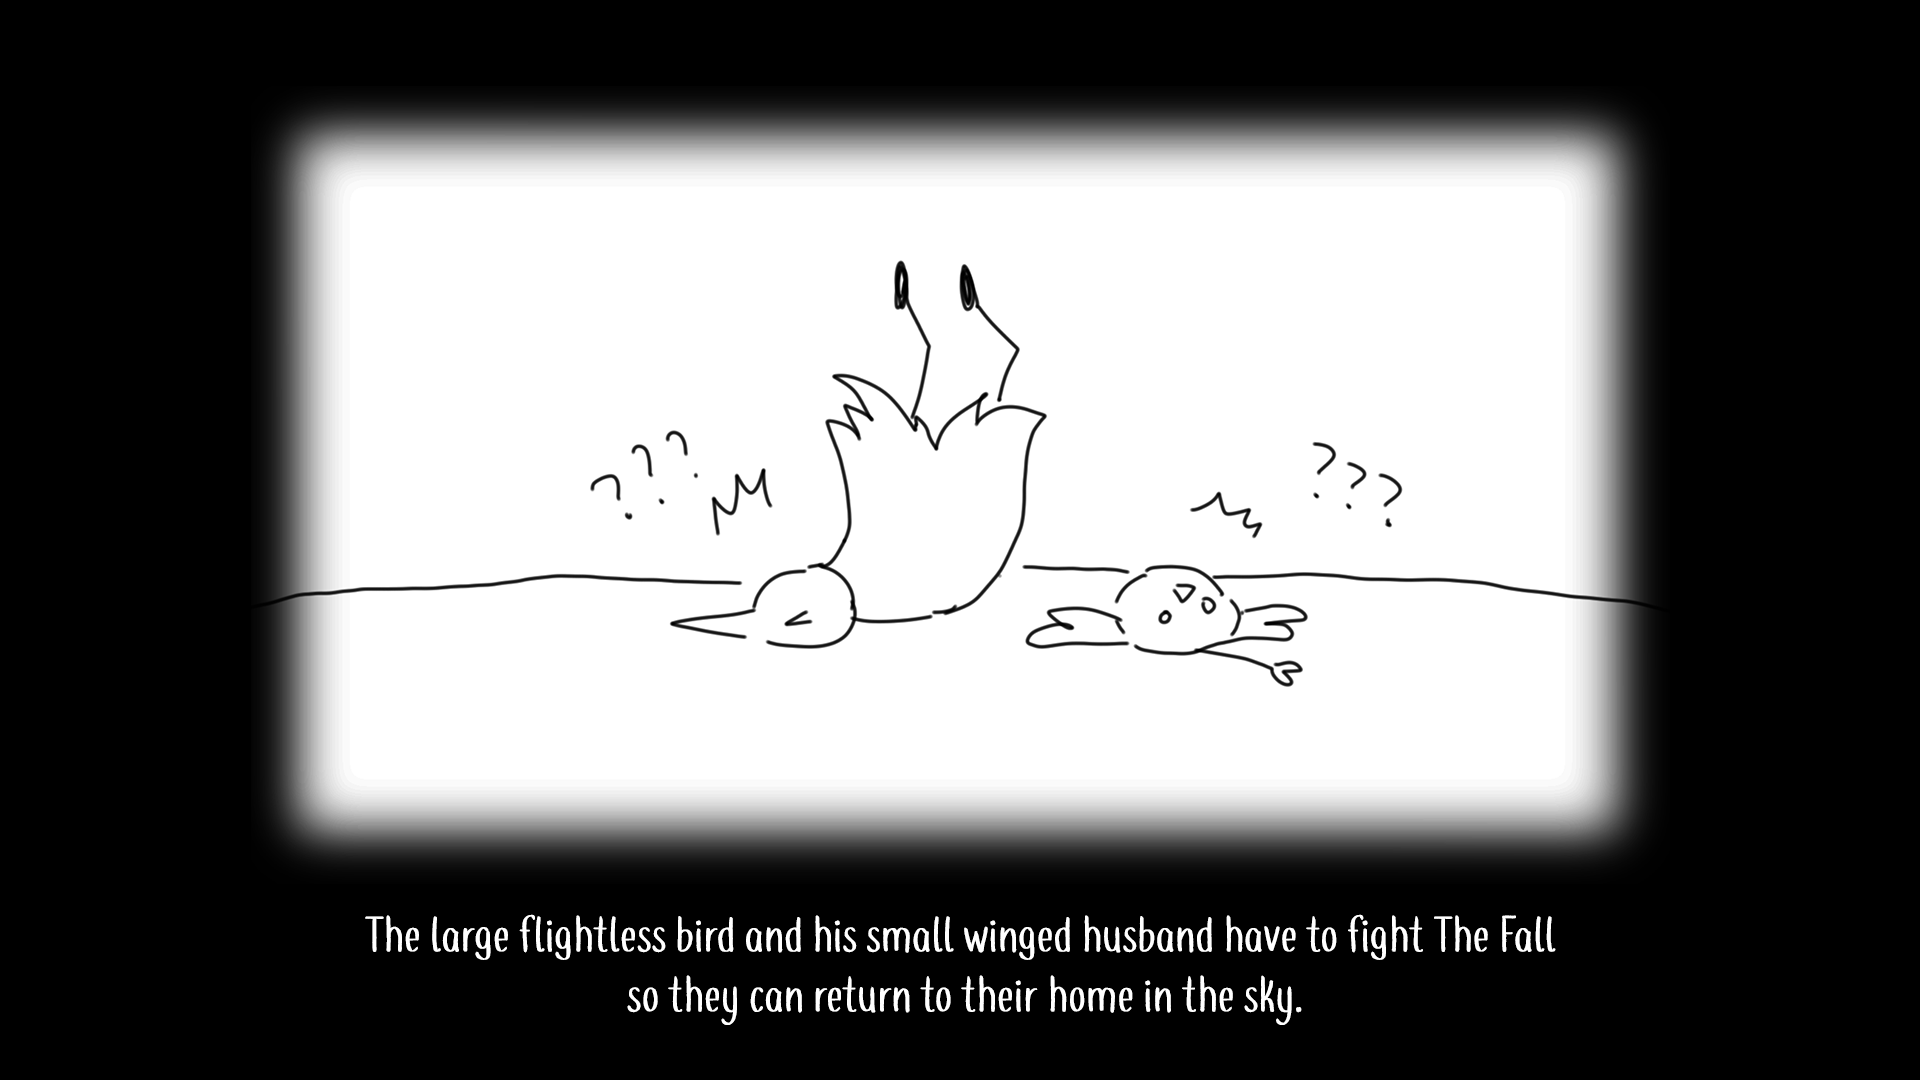 ???
???
The large flightless bird and his small winged husband have to fight The Fall
so they can return to their home in the sky.